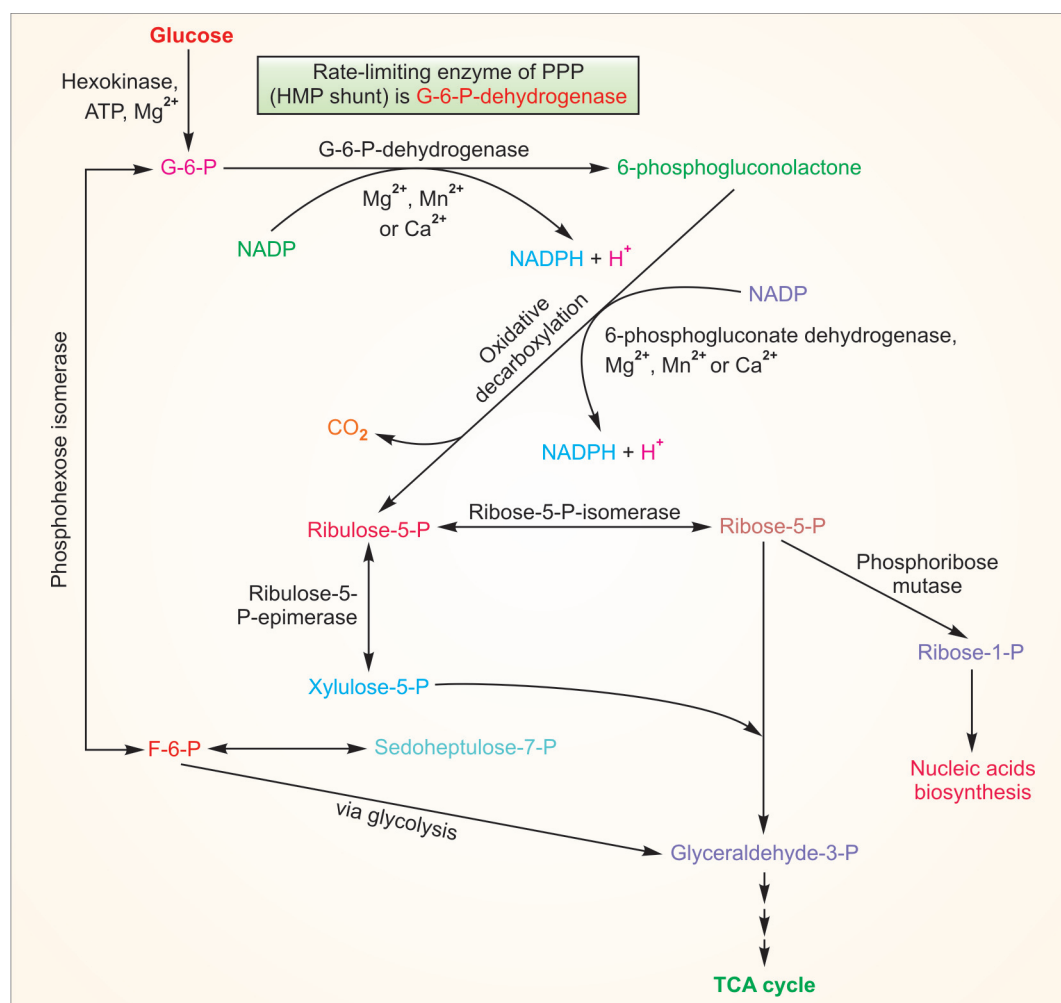 Glucose
Hexokinase,
ATP, Mg²⁺
Rate-limiting enzyme of PPP
(HMP shunt) is G-6-P-dehydrogenase
G-6-P
G-6-P-dehydrogenase
6-phosphogluconolactone
Mg²⁺, Mn²⁺
or Ca²⁺
NADP
NADPH + H⁺
NADP
Oxidative
decarboxylation
6-phosphogluconate dehydrogenase,
Mg²⁺, Mn²⁺ or Ca²⁺
CO₂
NADPH + H⁺
Phosphohexose isomerase
Ribulose-5-P
Ribose-5-P-isomerase
Ribose-5-P
Phosphoribose
mutase
Ribulose-5-
P-epimerase
Ribose-1-P
Xylulose-5-P
F-6-P
Sedoheptulose-7-P
Nucleic acids
biosynthesis
via glycolysis
Glyceraldehyde-3-P
TCA cycle